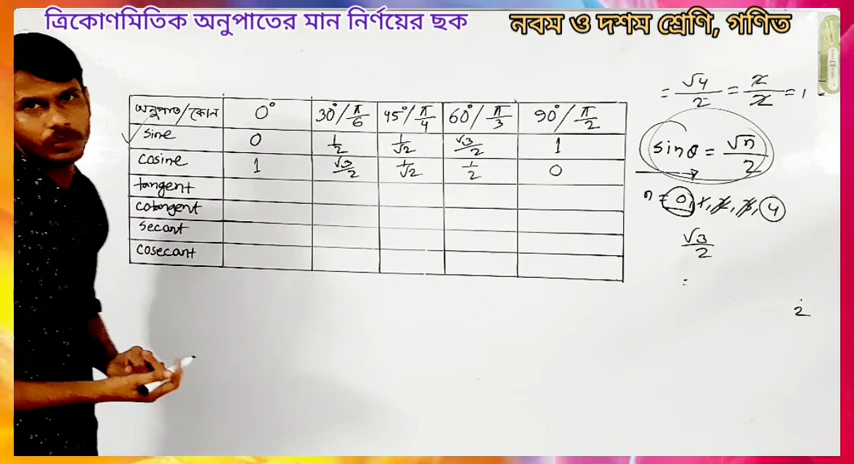 ত্রিকোণমিতিক অনুপাতের মান নির্ণয়ের ছক
নবম ও দশম শ্রেণি, গণিত
অনুপাত/কোন 0° 30°/π/6 45°/π/4 60°/π/3 90°/π/2
sine 0 1/2 1/√2 √3/2 1
cosine 1 √3/2 1/√2 1/2 0
tangent
cotangent
secant
cosecant
= √4/2 = 2/2 = 1
sinθ = √n/2
n = 0, 1, 2, 3, 4
√3/2
=
2